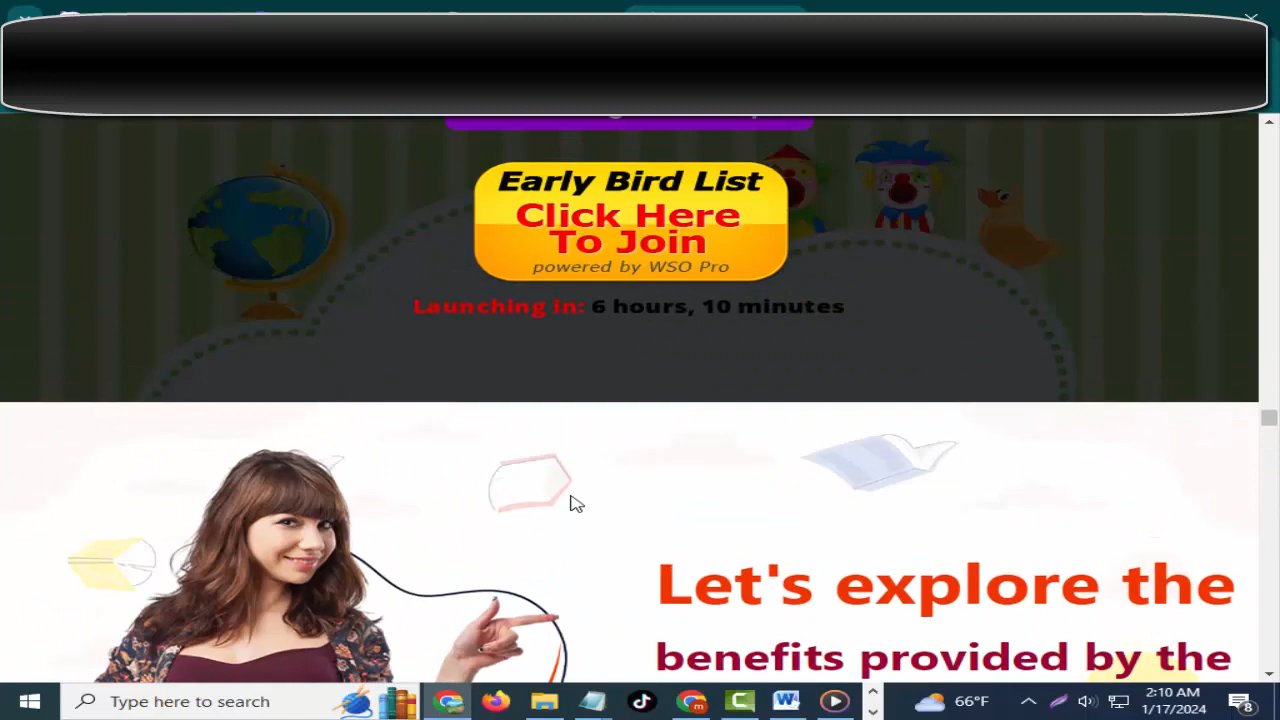 Early Bird List
Click Here
To Join
powered by WSO Pro
Launching in: 6 hours, 10 minutes
Let's explore the
benefits provided by the
Type here to search
66°F
2:10 AM
1/17/2024
8